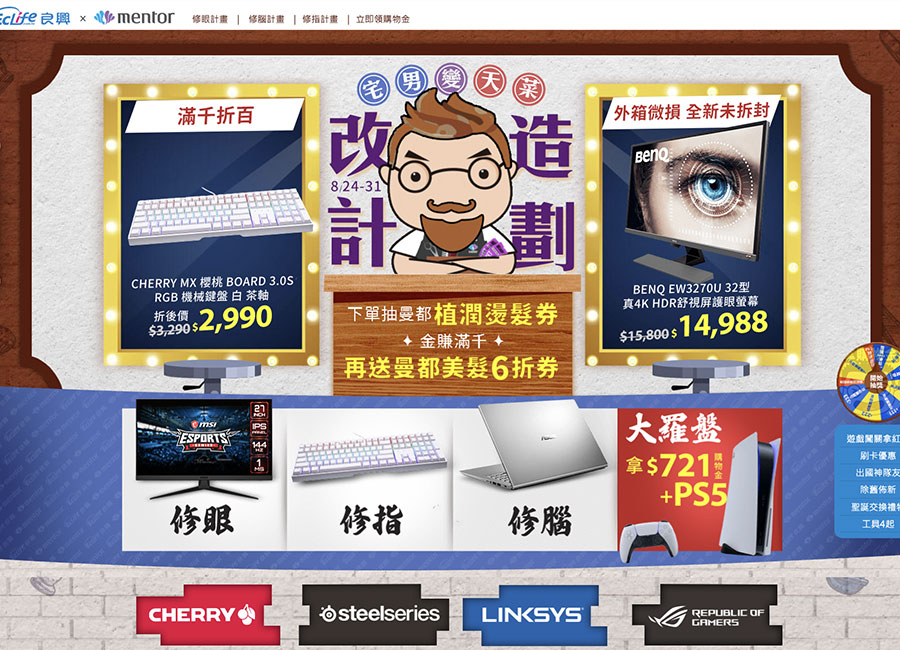 EcLife 良興 × mentor 修眼計畫 | 修腦計畫 | 修指計畫 | 立即領購物金
宅男變天菜
改造
8/24-31
計劃
滿千折百
CHERRY MX 櫻桃 BOARD 3.0S
RGB 機械鍵盤 白 茶軸
折後價
$3,290 $2,990
外箱微損 全新未拆封
BenQ
BENQ EW3270U 32型
真4K HDR舒視屏護眼螢幕
$15,800 $14,988
下單抽曼都植潤燙髮券
金賺滿千
再送曼都美髮6折券
開始
抽獎
msi
ESPORTS
GAMING
27
INCH
IPS
PANEL
144
HZ
1
MS
修眼
修指
修腦
大羅盤
拿$721購物金
+PS5
遊戲闖關拿紅
刷卡優惠
出國神隊友
除舊佈新
聖誕交換禮物
工具4起
CHERRY
steelseries
LINKSYS
REPUBLIC OF
GAMERS